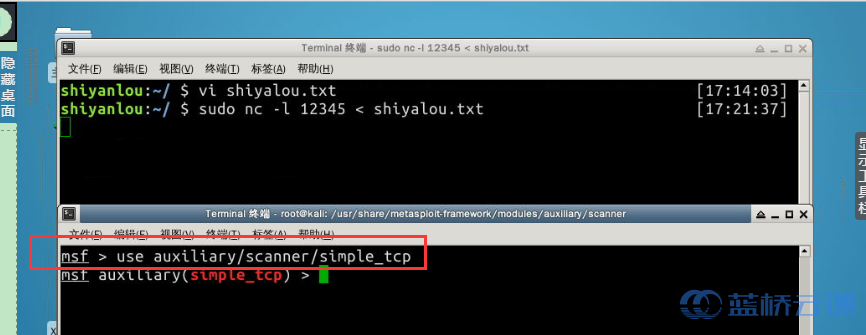 隐藏桌面
Terminal 终端 - sudo nc -l 12345 < shiyalou.txt
文件(F) 编辑(E) 视图(V) 终端(T) 标签(A) 帮助(H)
shiyanlou:~/ $ vi shiyalou.txt [17:14:03]
shiyanlou:~/ $ sudo nc -l 12345 < shiyalou.txt [17:21:37]
显示工具栏
Terminal 终端 - root@kali: /usr/share/metasploit-framework/modules/auxiliary/scanner
文件(F) 编辑(E) 视图(V) 终端(T) 标签(A) 帮助(H)
msf > use auxiliary/scanner/simple_tcp
msf auxiliary(simple_tcp) >
蓝桥云课